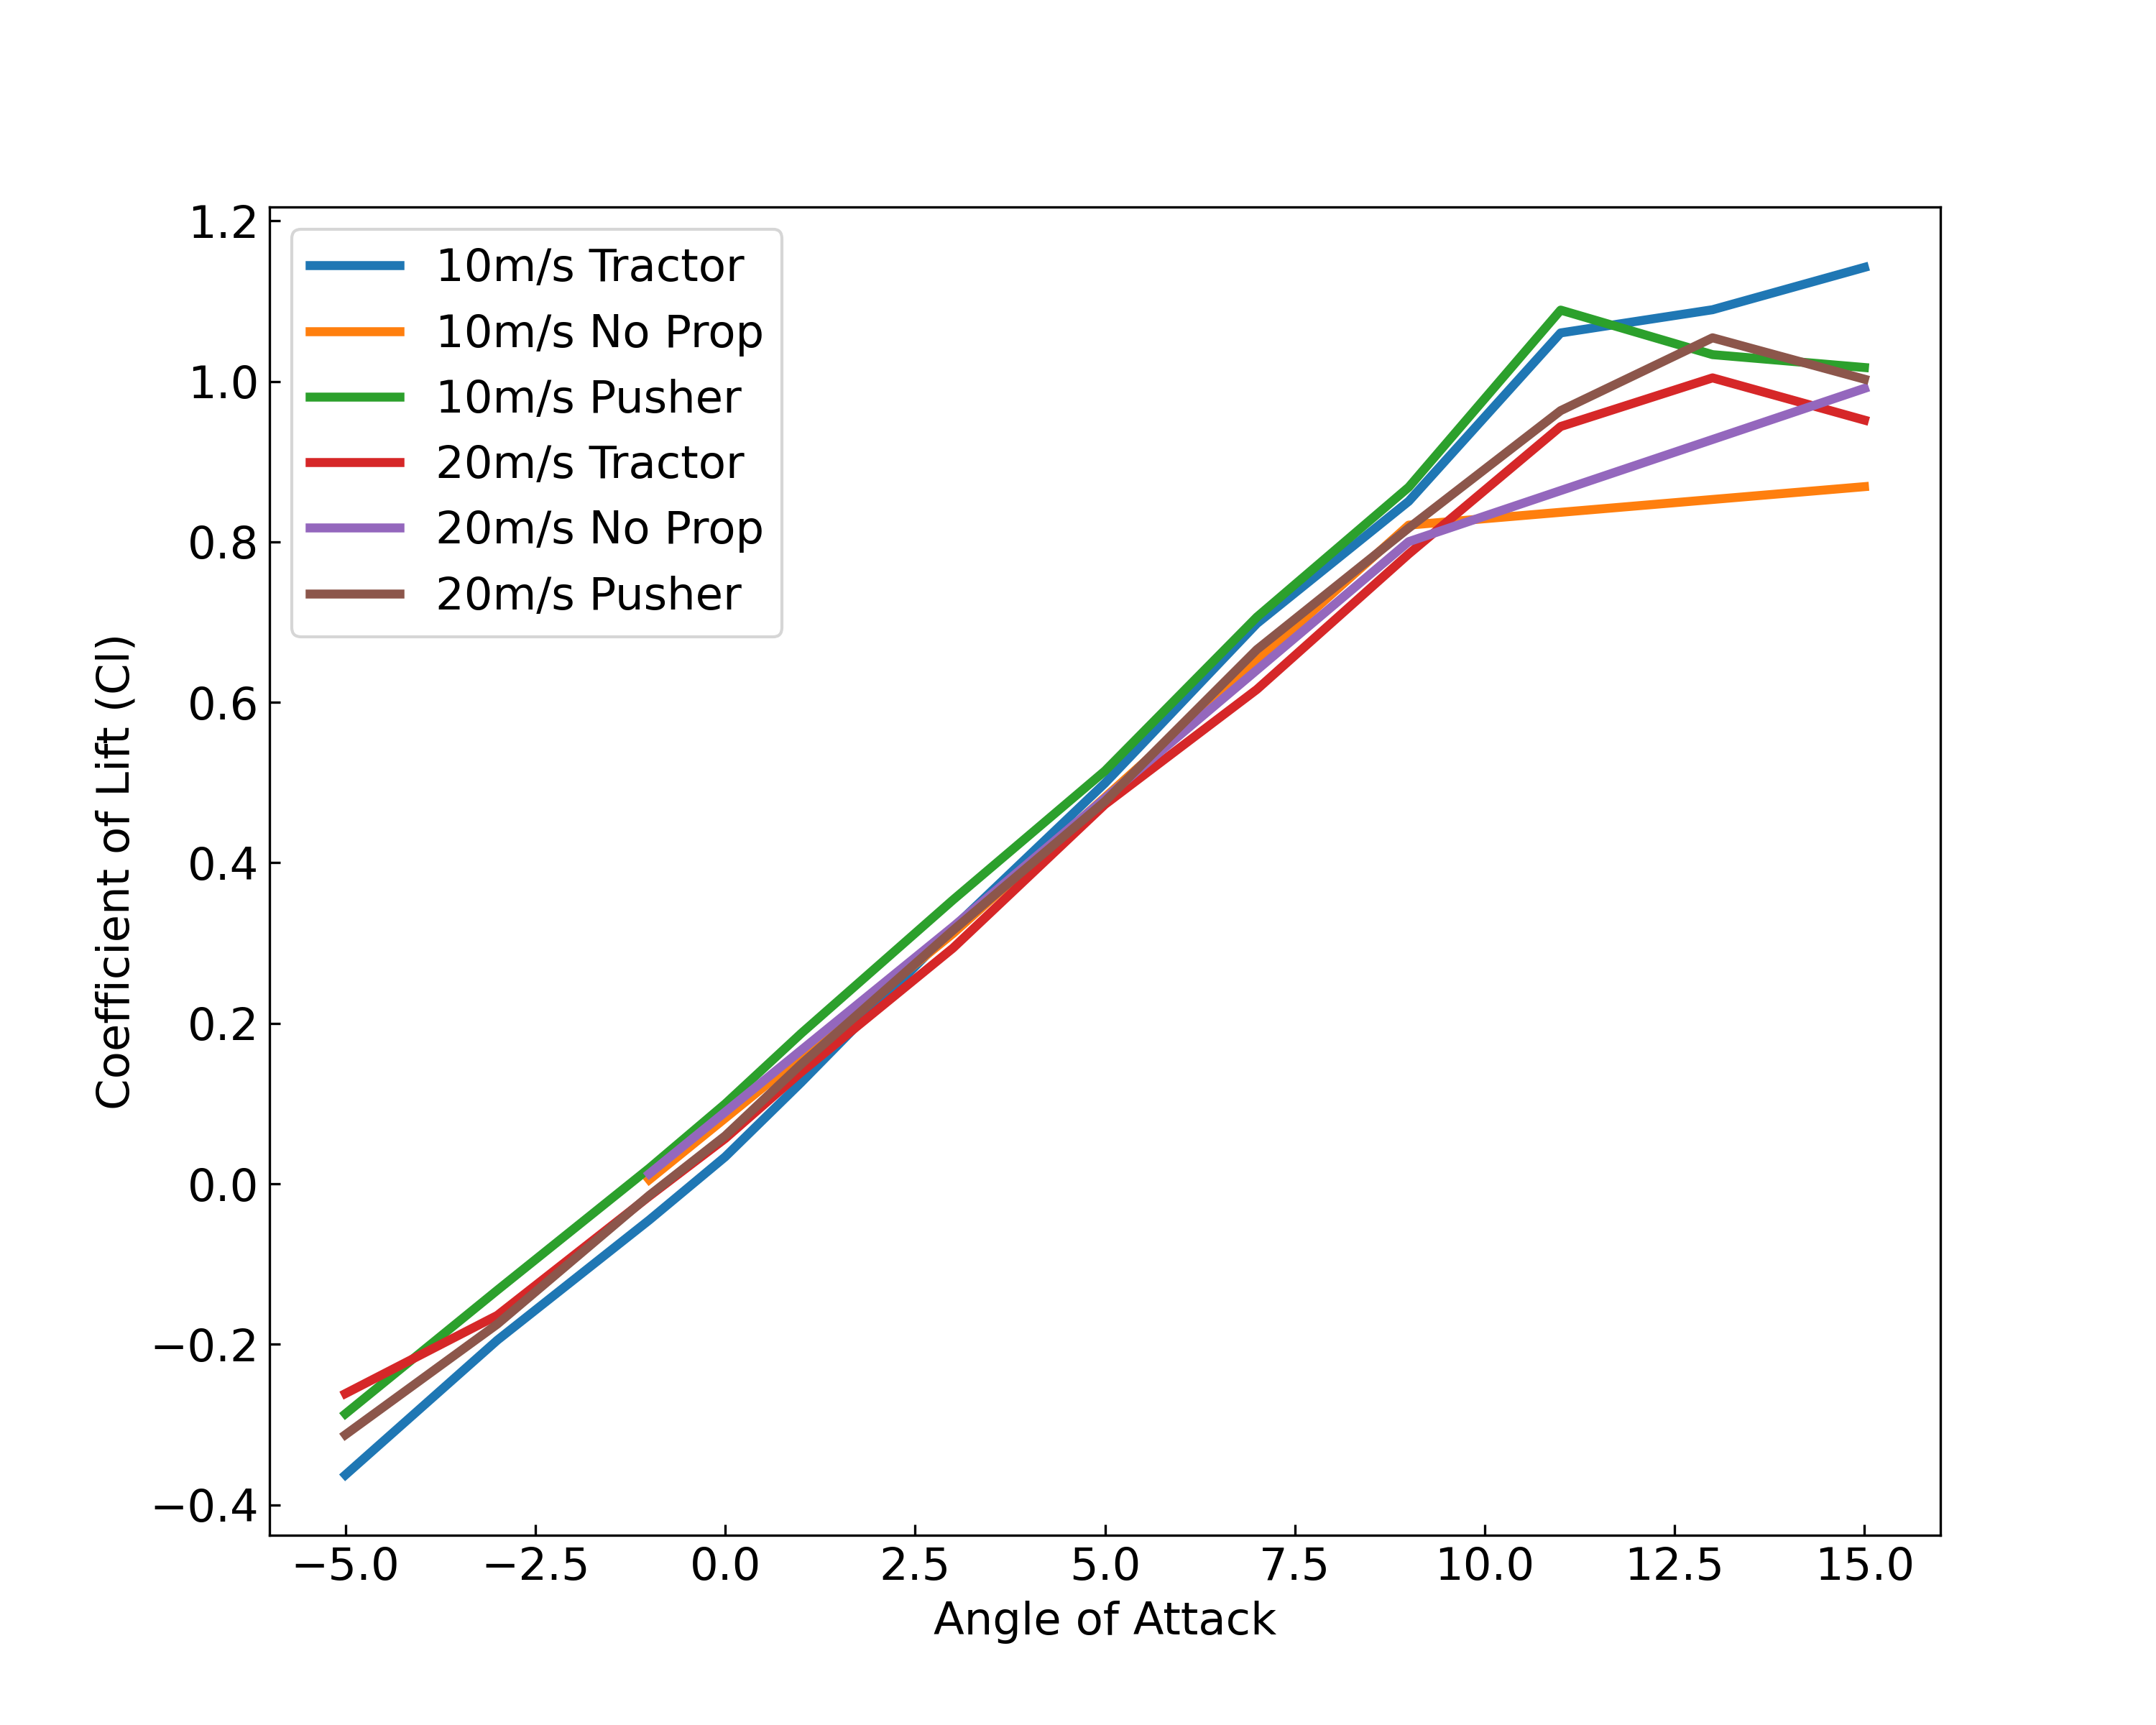 1.2
1.0
0.8
0.6
0.4
0.2
0.0
−0.2
−0.4
Coefficient of Lift (Cl)
10m/s Tractor
10m/s No Prop
10m/s Pusher
20m/s Tractor
20m/s No Prop
20m/s Pusher
−5.0 −2.5 0.0 2.5 5.0 7.5 10.0 12.5 15.0
Angle of Attack